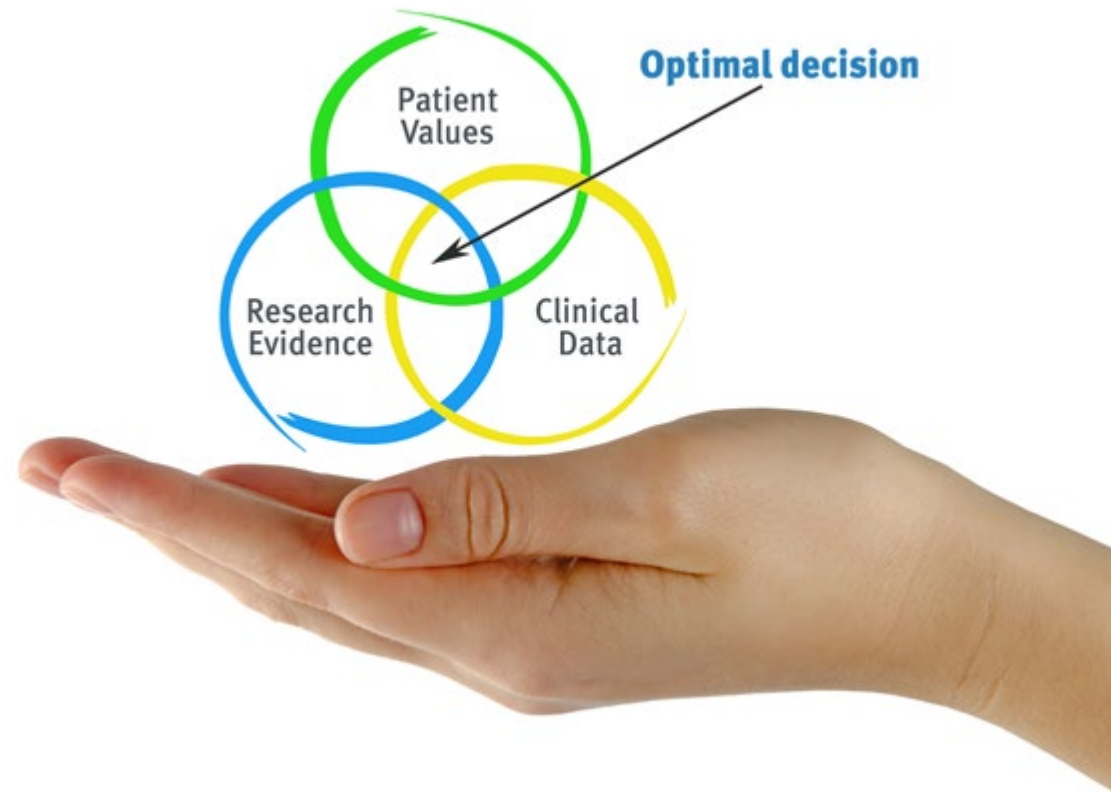 Optimal decision
Patient
Values
Research
Evidence
Clinical
Data